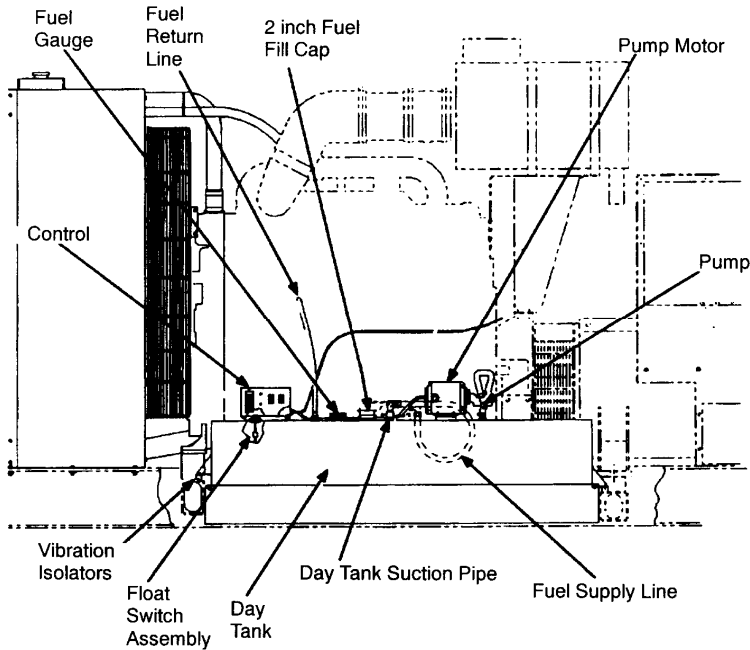 Fuel
Gauge
Fuel
Return
Line
2 inch Fuel
Fill Cap
Pump Motor
Control
Pump
Vibration
Isolators
Float
Switch
Assembly
Day
Tank
Day Tank Suction Pipe
Fuel Supply Line